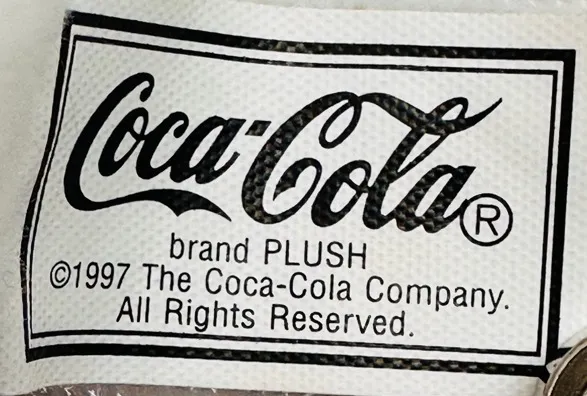 Coca-Cola®
brand PLUSH
©1997 The Coca-Cola Company.
All Rights Reserved.